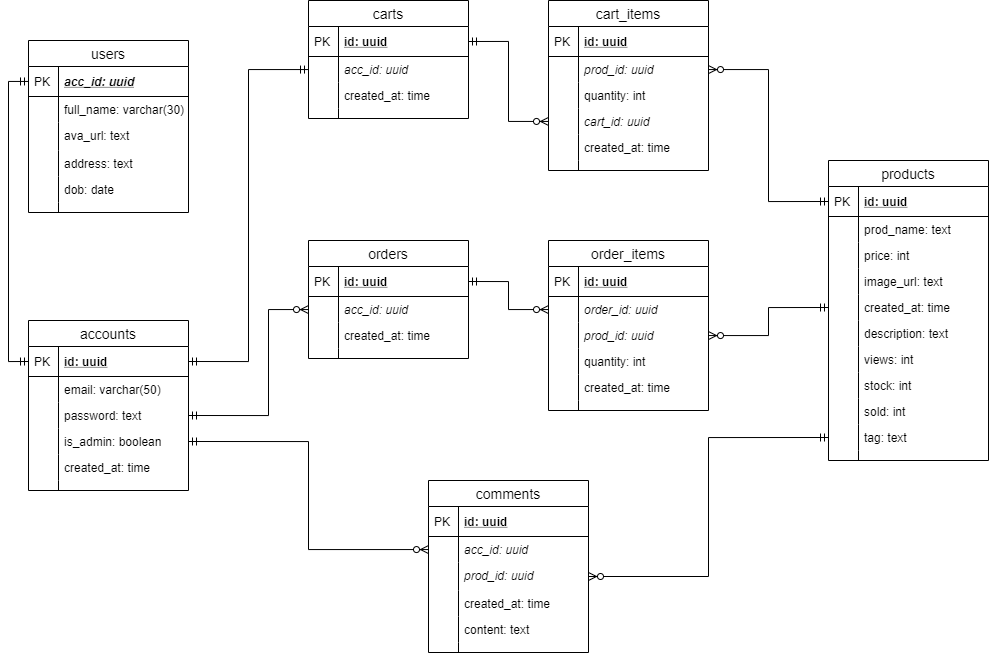 users
PK acc_id: uuid
full_name: varchar(30)
ava_url: text
address: text
dob: date
carts
PK id: uuid
acc_id: uuid
created_at: time
cart_items
PK id: uuid
prod_id: uuid
quantity: int
cart_id: uuid
created_at: time
products
PK id: uuid
prod_name: text
price: int
image_url: text
created_at: time
description: text
views: int
stock: int
sold: int
tag: text
orders
PK id: uuid
acc_id: uuid
created_at: time
order_items
PK id: uuid
order_id: uuid
prod_id: uuid
quantity: int
created_at: time
accounts
PK id: uuid
email: varchar(50)
password: text
is_admin: boolean
created_at: time
comments
PK id: uuid
acc_id: uuid
prod_id: uuid
created_at: time
content: text